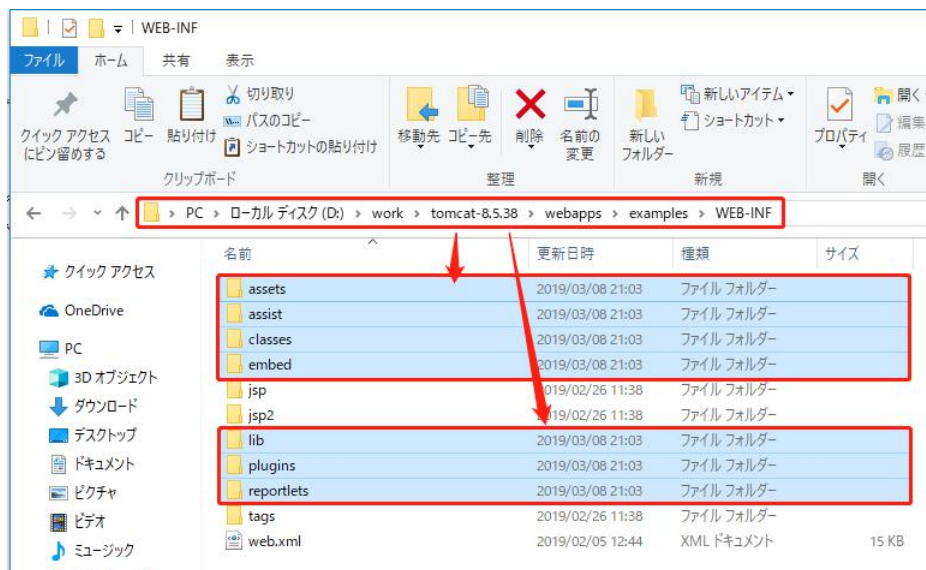 WEB-INF
ファイル ホーム 共有 表示
クイック アクセス
にピン留めする
コピー
貼り付け
切り取り
パスのコピー
ショートカットの貼り付け
クリップボード
移動先
コピー先
削除
名前の
変更
整理
新しい
フォルダー
新しいアイテム
ショートカット
新規
プロパティ
開く
編集
履歴
開く
PC › ローカル ディスク (D:) › work › tomcat-8.5.38 › webapps › examples › WEB-INF
名前 更新日時 種類 サイズ
クイック アクセス
OneDrive
PC
3D オブジェクト
ダウンロード
デスクトップ
ドキュメント
ピクチャ
ビデオ
ミュージック
assets 2019/03/08 21:03 ファイル フォルダー
assist 2019/03/08 21:03 ファイル フォルダー
classes 2019/03/08 21:03 ファイル フォルダー
embed 2019/03/08 21:03 ファイル フォルダー
jsp 2019/02/26 11:38 ファイル フォルダー
jsp2 2019/02/26 11:38 ファイル フォルダー
lib 2019/03/08 21:03 ファイル フォルダー
plugins 2019/03/08 21:03 ファイル フォルダー
reportlets 2019/03/08 21:03 ファイル フォルダー
tags 2019/02/26 11:38 ファイル フォルダー
web.xml 2019/02/05 12:44 XML ドキュメント 15 KB